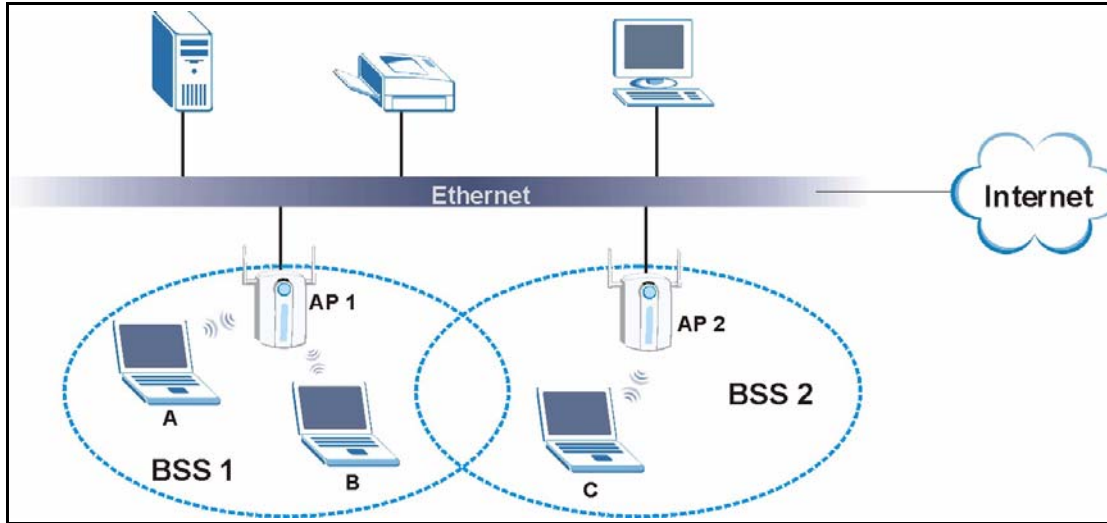 Ethernet
Internet
AP 1
AP 2
A
B
C
BSS 1
BSS 2